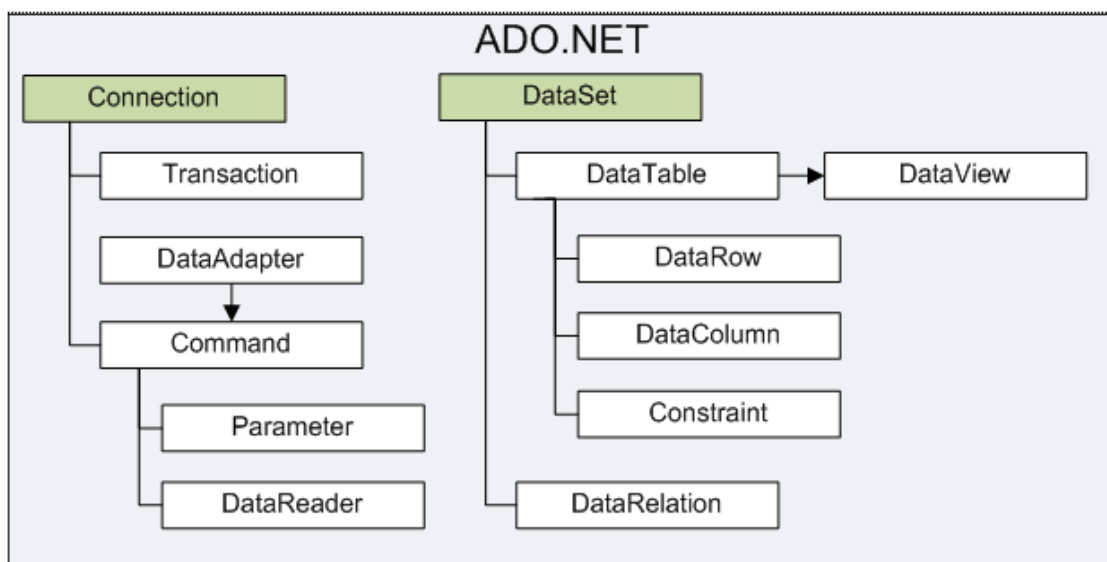 ADO.NET
Connection
Transaction
DataAdapter
Command
Parameter
DataReader
DataSet
DataTable
DataView
DataRow
DataColumn
Constraint
DataRelation